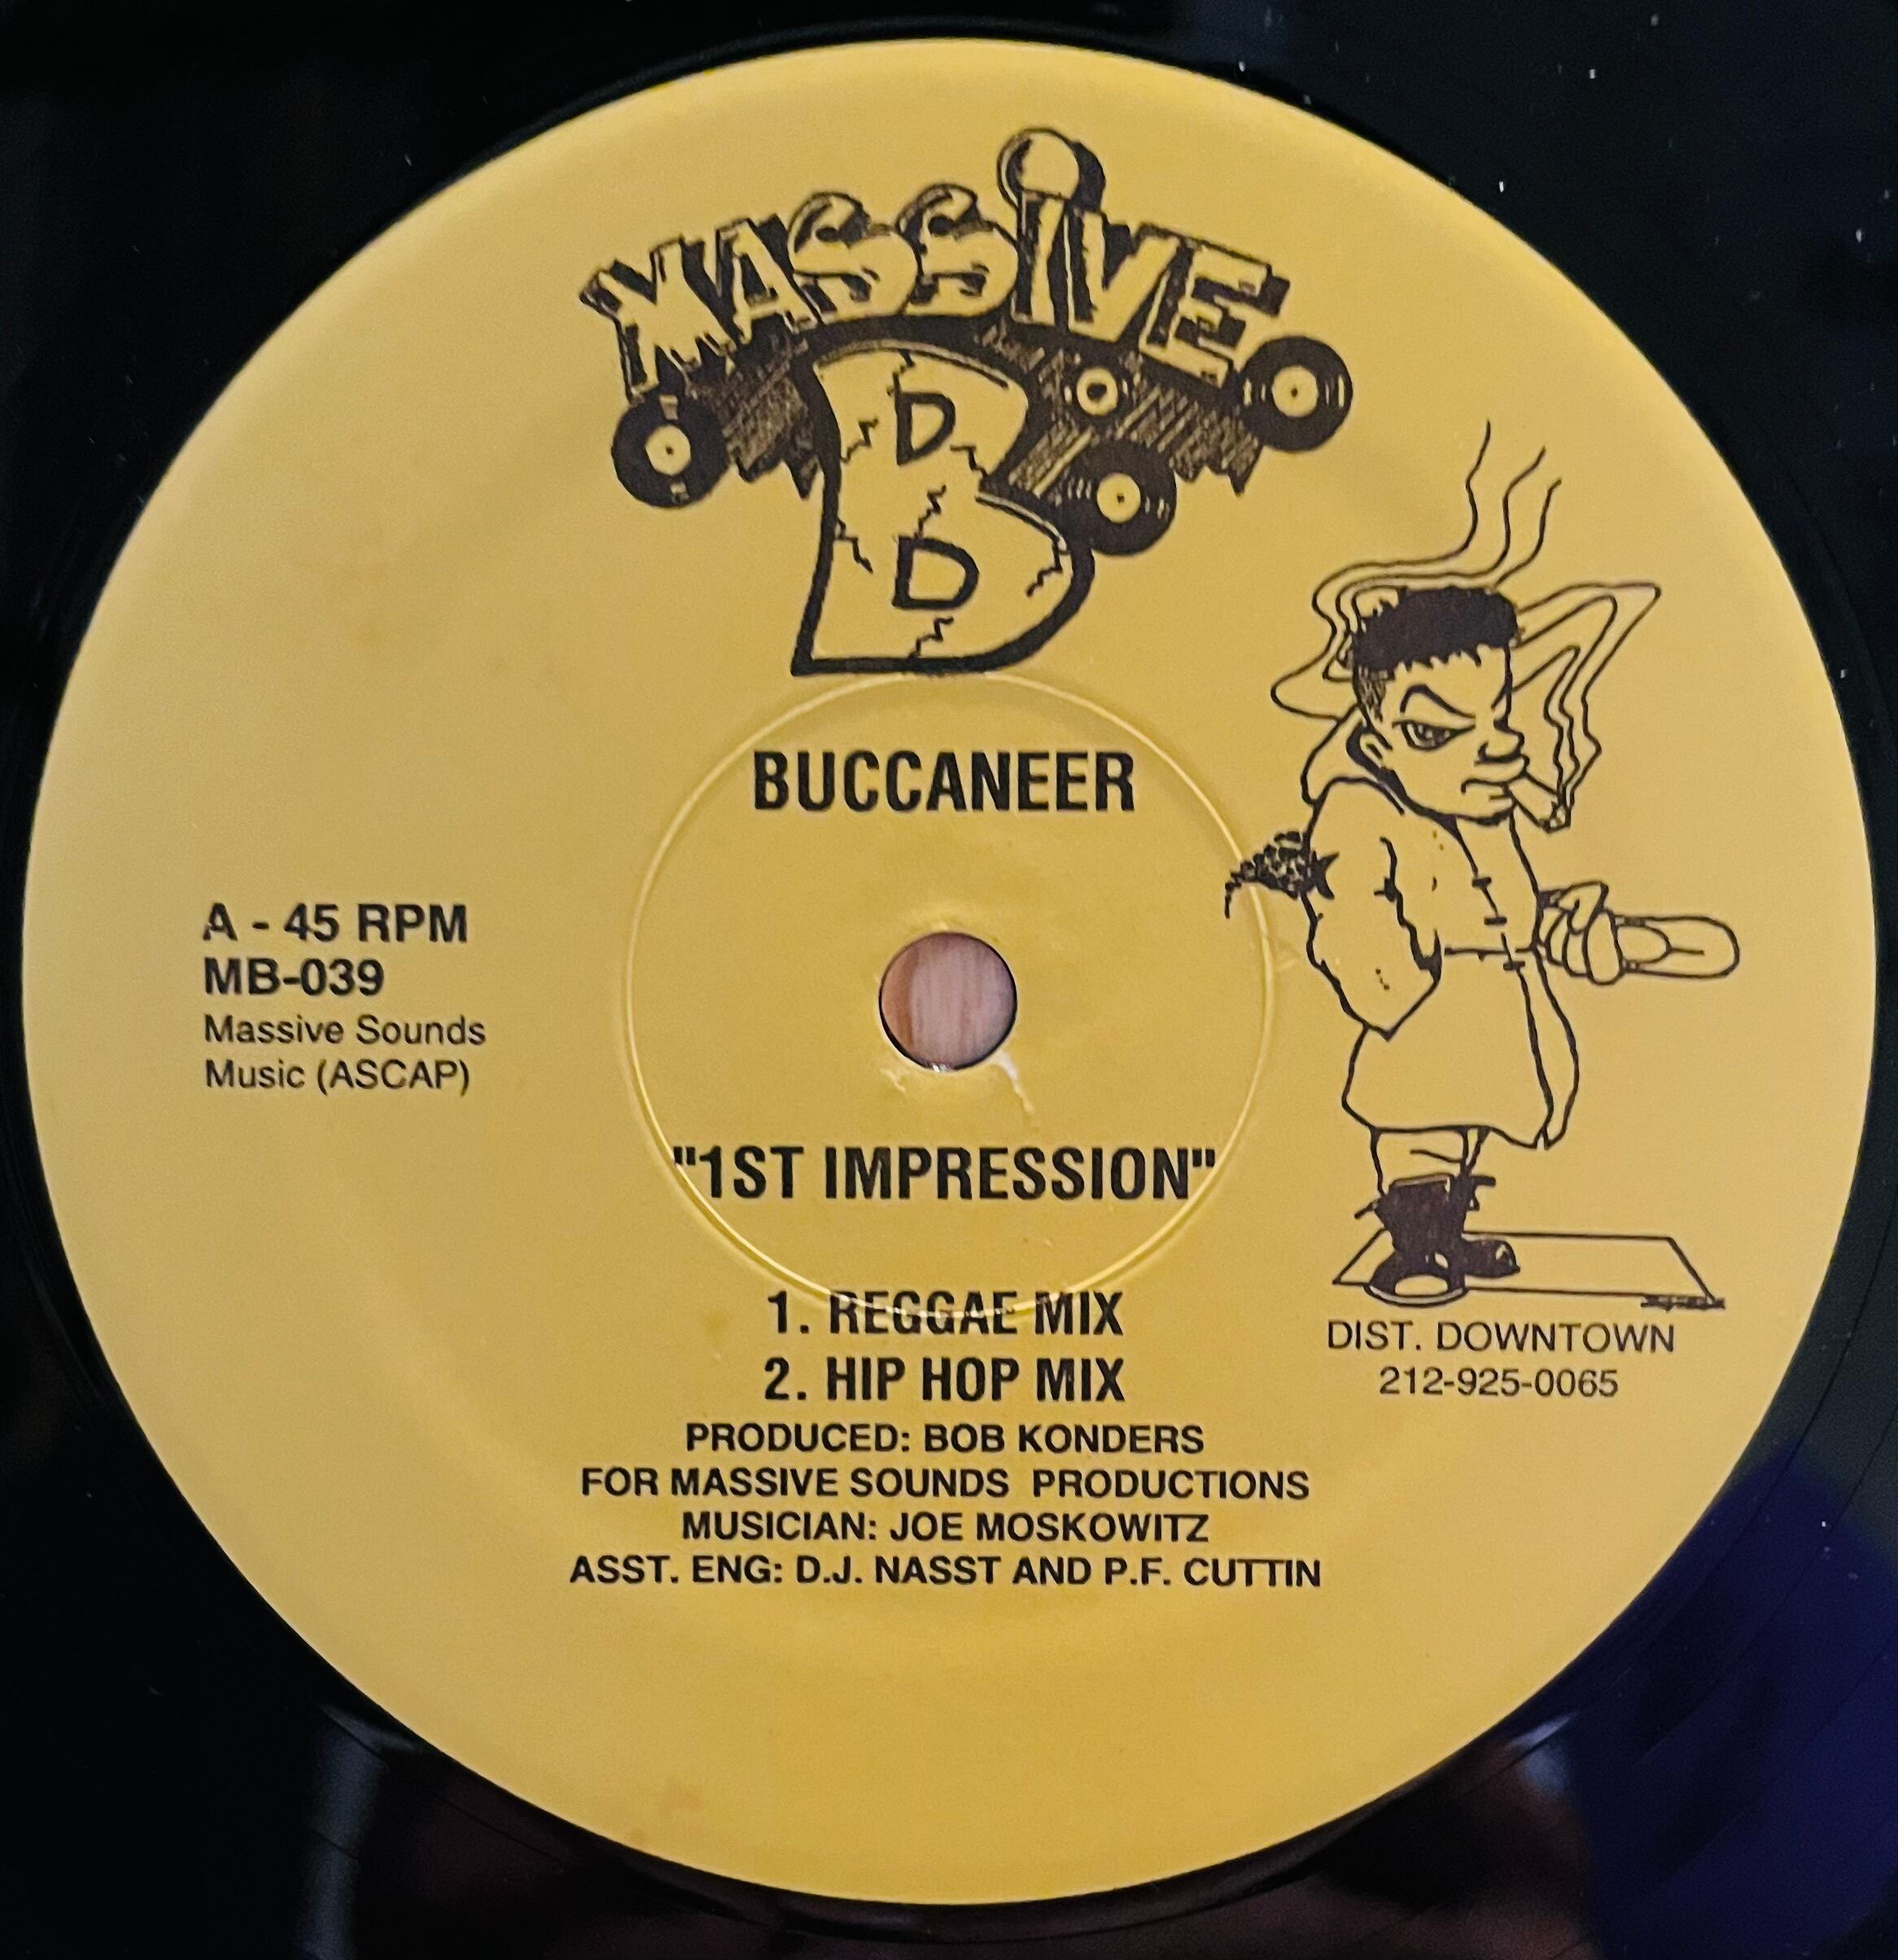 MASSIVE
B
D
D
BUCCANEER
A - 45 RPM
MB-039
Massive Sounds
Music (ASCAP)
"1ST IMPRESSION"
1. REGGAE MIX
2. HIP HOP MIX
PRODUCED: BOB KONDERS
FOR MASSIVE SOUNDS PRODUCTIONS
MUSICIAN: JOE MOSKOWITZ
ASST. ENG: D.J. NASST AND P.F. CUTTIN
DIST. DOWNTOWN
212-925-0065